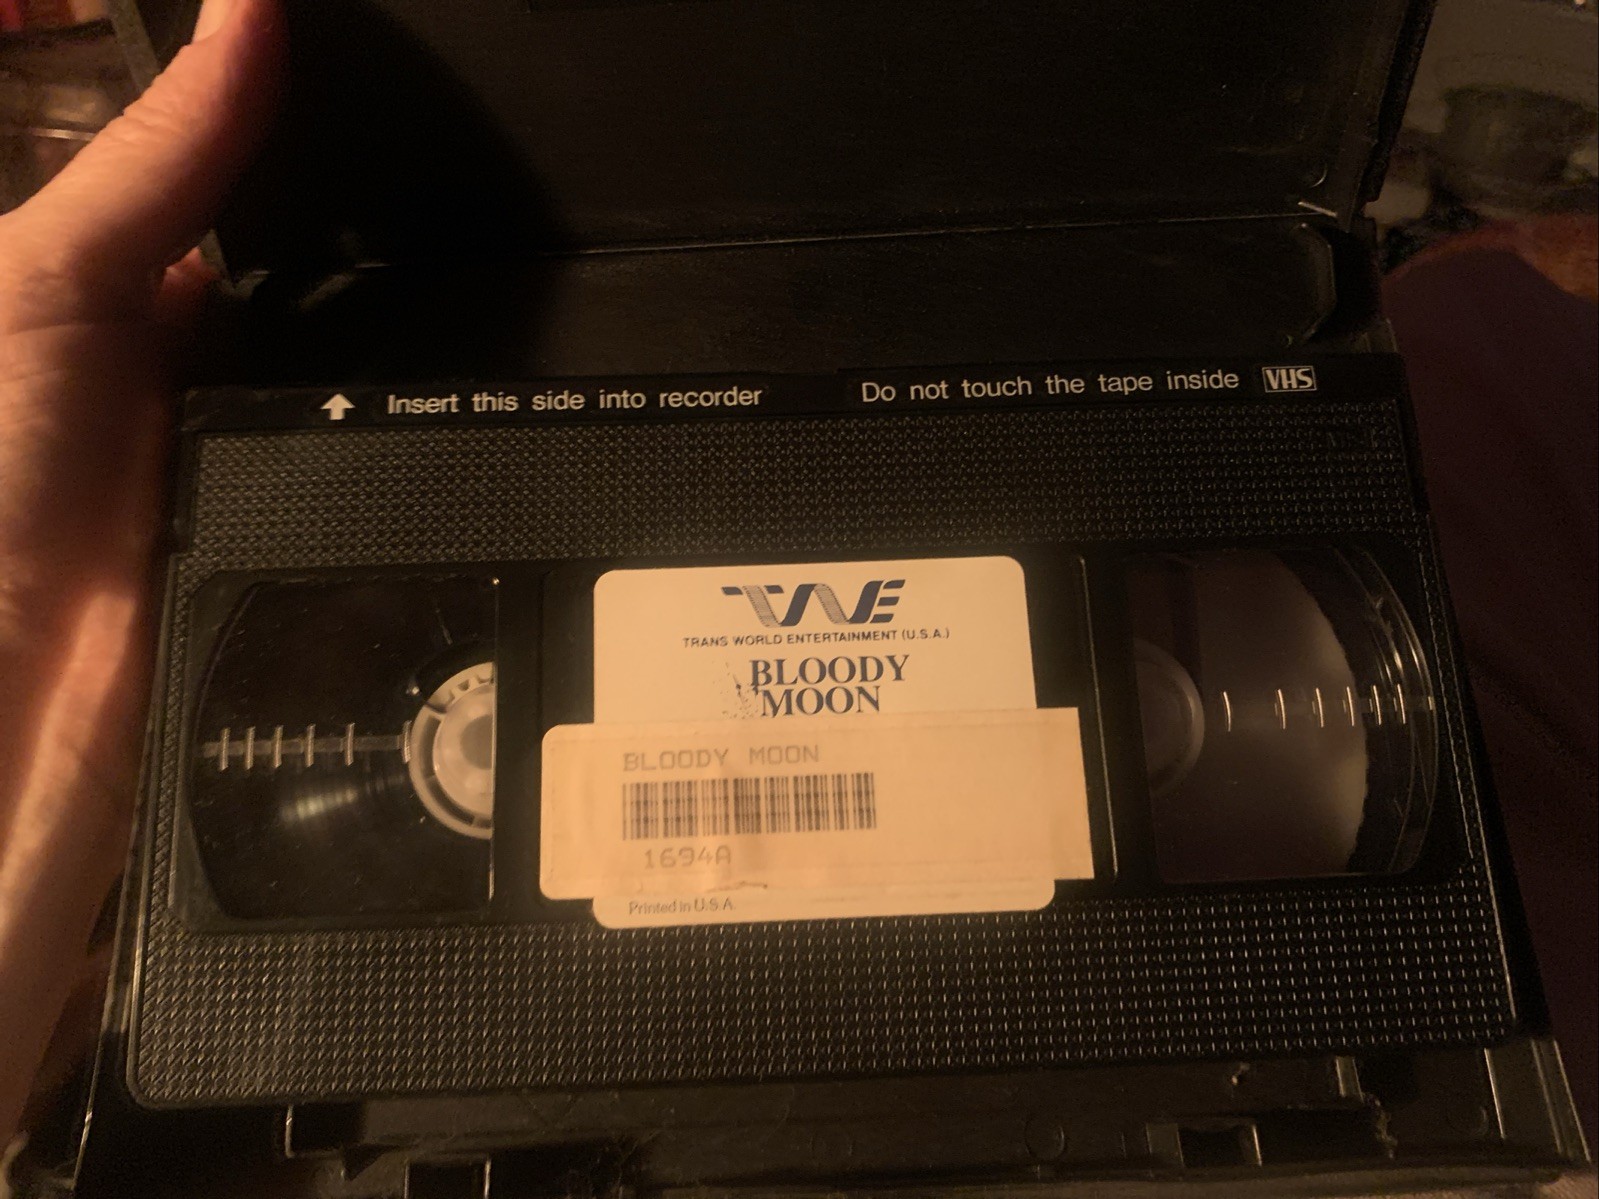 Insert this side into recorder Do not touch the tape inside VHS
TWE
TRANS WORLD ENTERTAINMENT (U.S.A.)
BLOODY
MOON
BLOODY MOON
1694A
Printed in U.S.A.